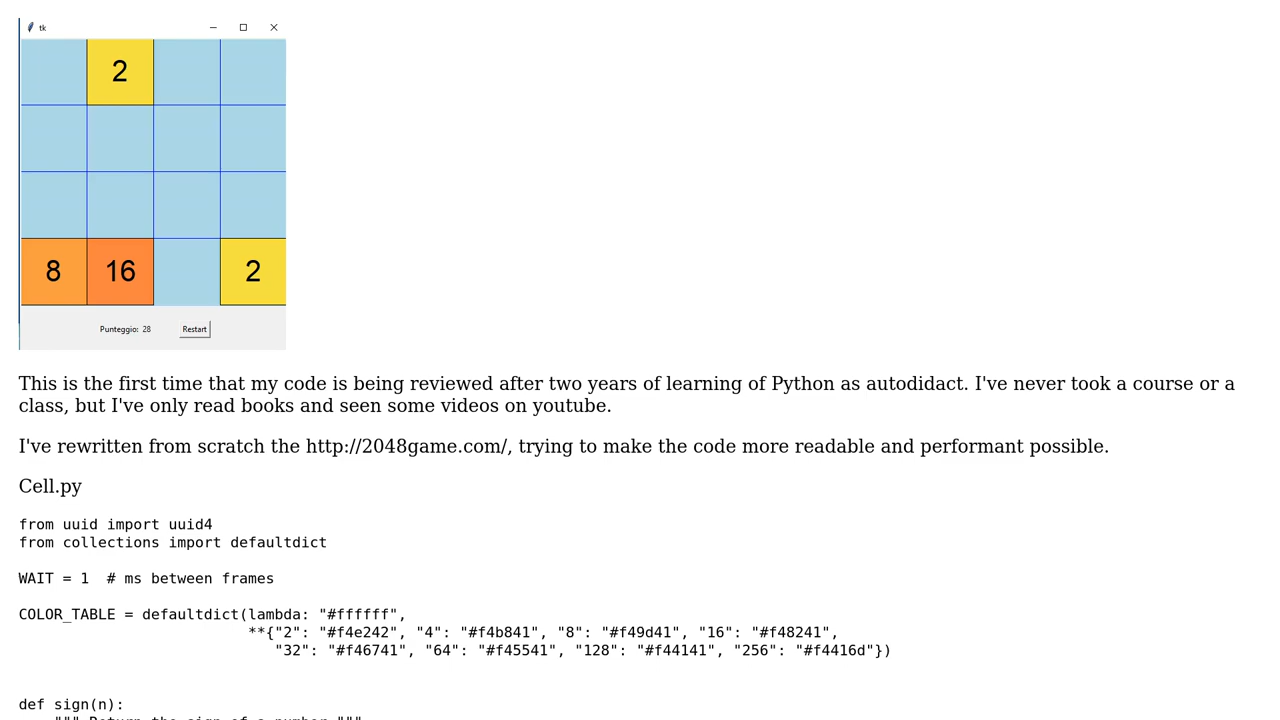 tk
2
8 16 2
Punteggio: 28 Restart
This is the first time that my code is being reviewed after two years of learning of Python as autodidact. I've never took a course or a
class, but I've only read books and seen some videos on youtube.
I've rewritten from scratch the http://2048game.com/, trying to make the code more readable and performant possible.
Cell.py
from uuid import uuid4
from collections import defaultdict
WAIT = 1  # ms between frames
COLOR_TABLE = defaultdict(lambda: "#ffffff",
**{"2": "#f4e242", "4": "#f4b841", "8": "#f49d41", "16": "#f48241",
"32": "#f46741", "64": "#f45541", "128": "#f44141", "256": "#f4416d"})
def sign(n):
""" Return the sign of a number """